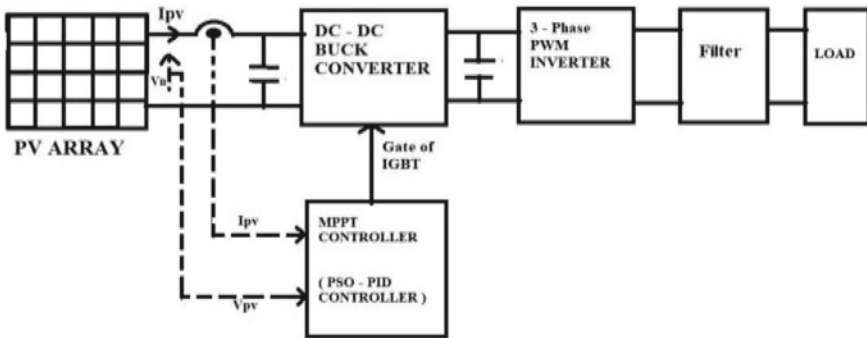 Ipv
Vn
PV ARRAY
DC - DC
BUCK
CONVERTER
3 - Phase
PWM
INVERTER
Filter
LOAD
Gate of
IGBT
Ipv
MPPT
CONTROLLER
( PSO - PID
CONTROLLER )
Vpv